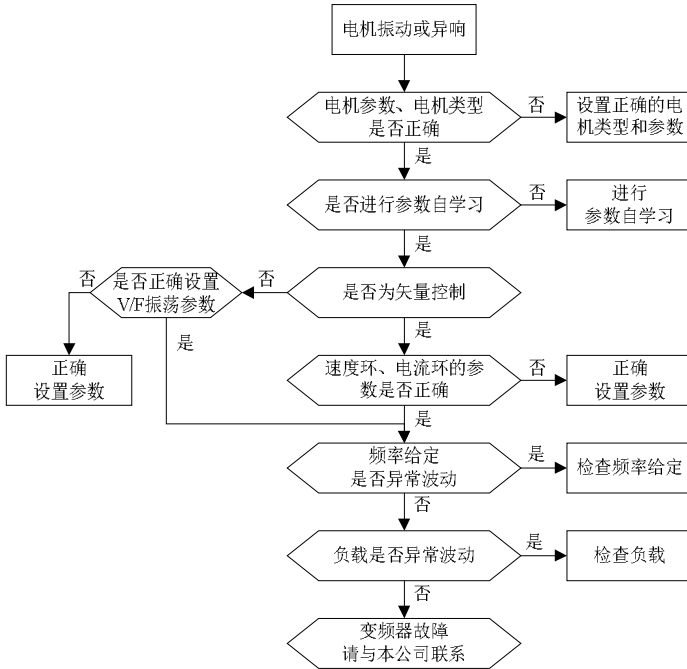 电机振动或异响
电机参数、电机类型
是否正确
否
设置正确的电
机类型和参数
是
是否进行参数自学习
否
进行
参数自学习
是
是否为矢量控制
否
是否正确设置
V/F振荡参数
否
正确
设置参数
是
是
速度环、电流环的参
数是否正确
否
正确
设置参数
是
频率给定
是否异常波动
是
检查频率给定
否
负载是否异常波动
是
检查负载
否
变频器故障
请与本公司联系